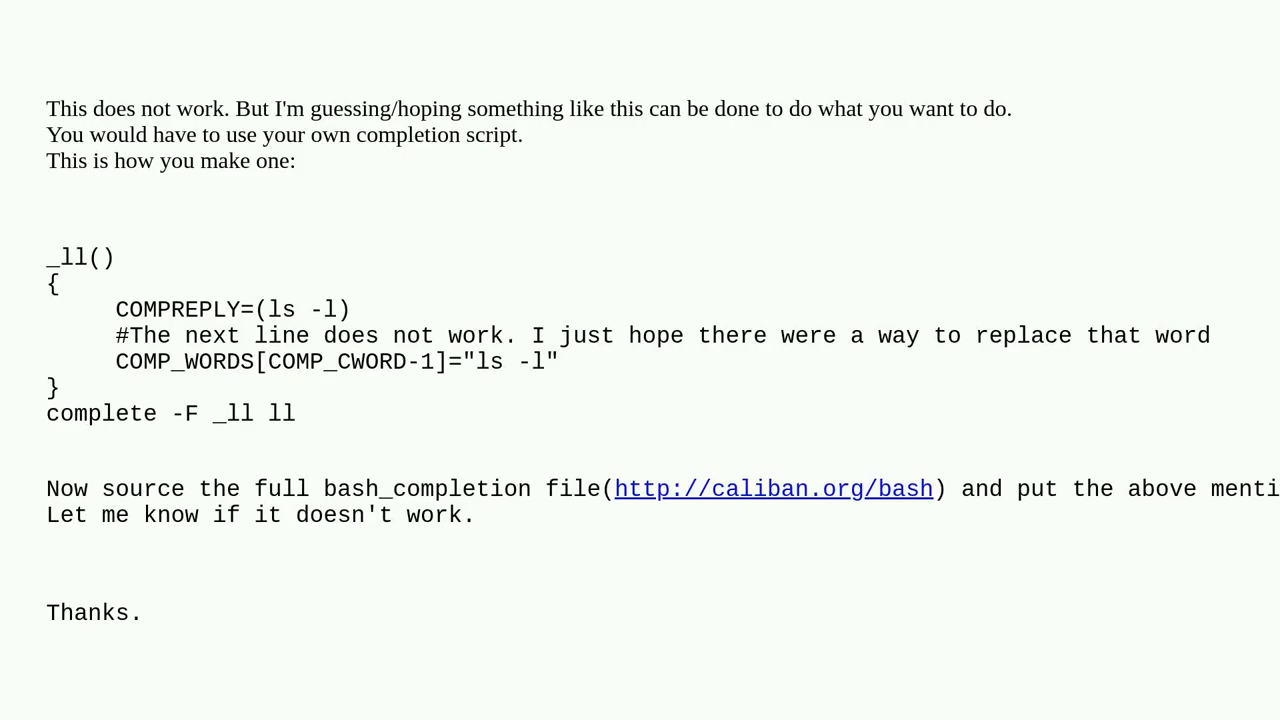 This does not work. But I'm guessing/hoping something like this can be done to do what you want to do.
You would have to use your own completion script.
This is how you make one:
_ll()
{
     COMPREPLY=(ls -l)
     #The next line does not work. I just hope there were a way to replace that word
     COMP_WORDS[COMP_CWORD-1]="ls -l"
}
complete -F _ll ll
Now source the full bash_completion file(http://caliban.org/bash) and put the above
Let me know if it doesn't work.
Thanks.